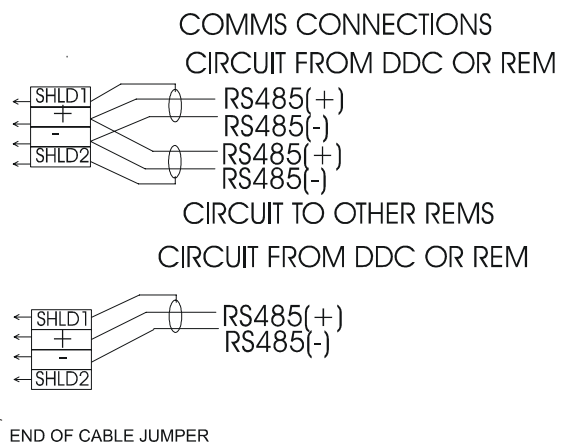 COMMS CONNECTIONS
CIRCUIT FROM DDC OR REM
SHLD1
+
-
SHLD2
RS485(+)
RS485(-)
RS485(+)
RS485(-)
CIRCUIT TO OTHER REMS
CIRCUIT FROM DDC OR REM
SHLD1
+
-
SHLD2
RS485(+)
RS485(-)
END OF CABLE JUMPER